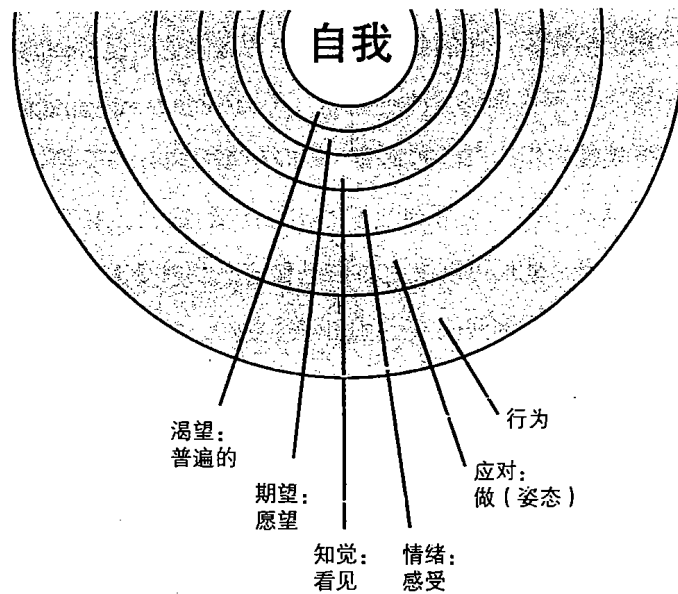 自我
渴望：
普遍的
期望：
愿望
知觉：
看见
情绪：
感受
应对：
做（姿态）
行为